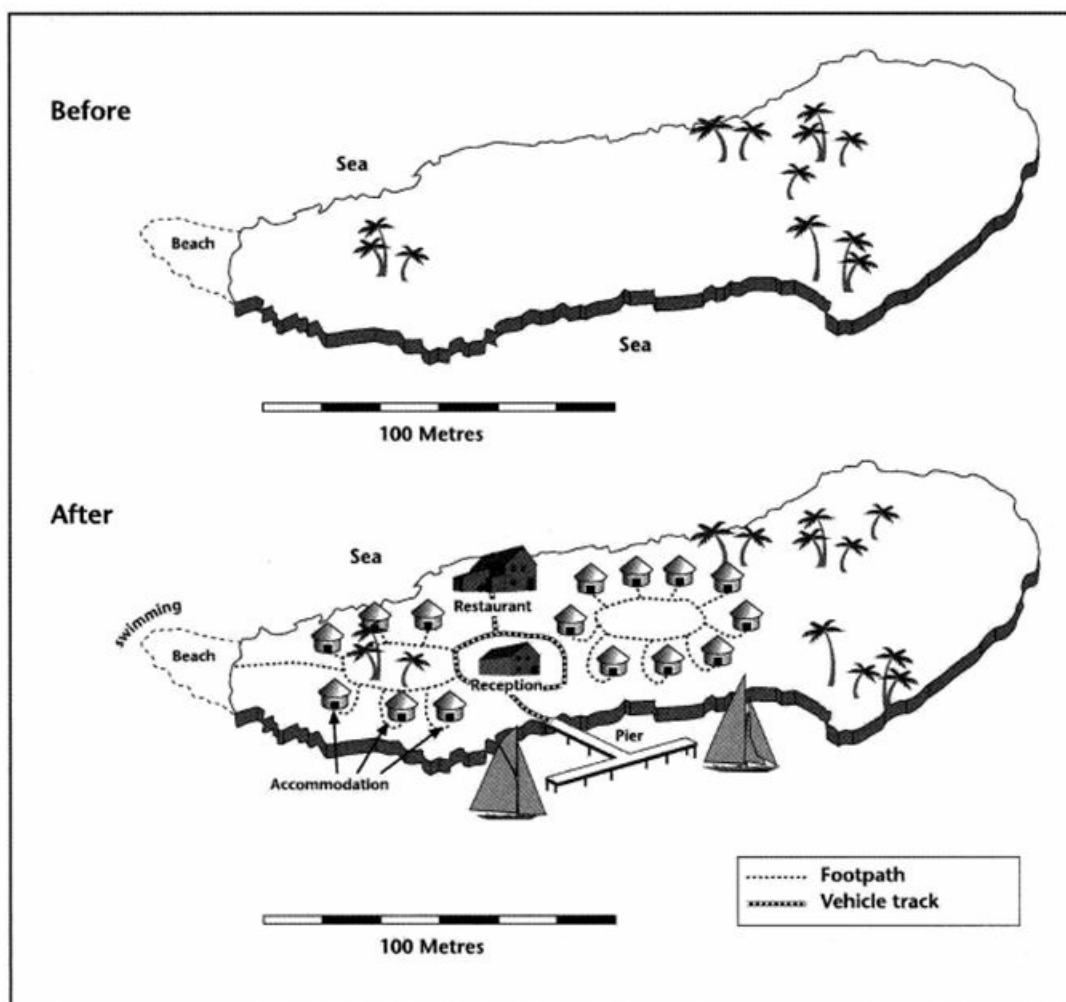 Before
Sea
Beach
Sea
100 Metres
After
Sea
swimming
Restaurant
Beach
Reception
Pier
Accommodation
Footpath
Vehicle track
100 Metres